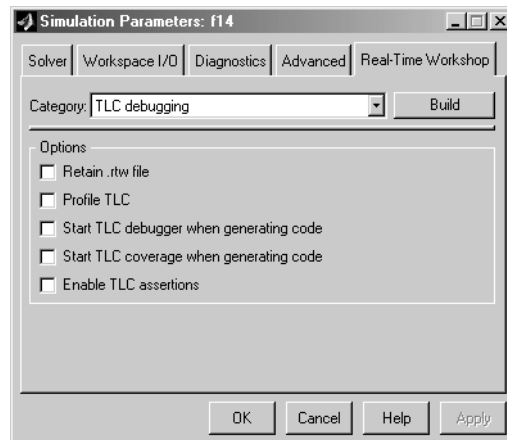 Simulation Parameters: f14
Solver Workspace I/O Diagnostics Advanced Real-Time Workshop
Category: TLC debugging Build
Options
Retain .rtw file
Profile TLC
Start TLC debugger when generating code
Start TLC coverage when generating code
Enable TLC assertions
OK Cancel Help Apply